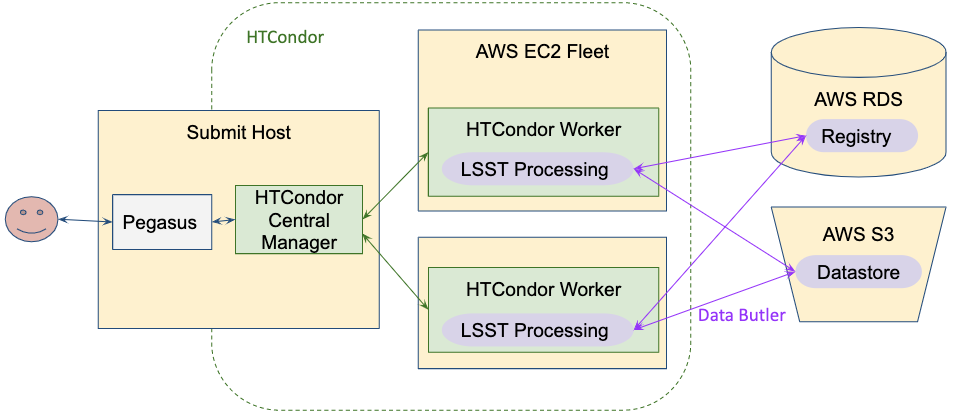 HTCondor
Submit Host
Pegasus
HTCondor
Central
Manager
AWS EC2 Fleet
HTCondor Worker
LSST Processing
HTCondor Worker
LSST Processing
AWS RDS
Registry
AWS S3
Datastore
Data Butler